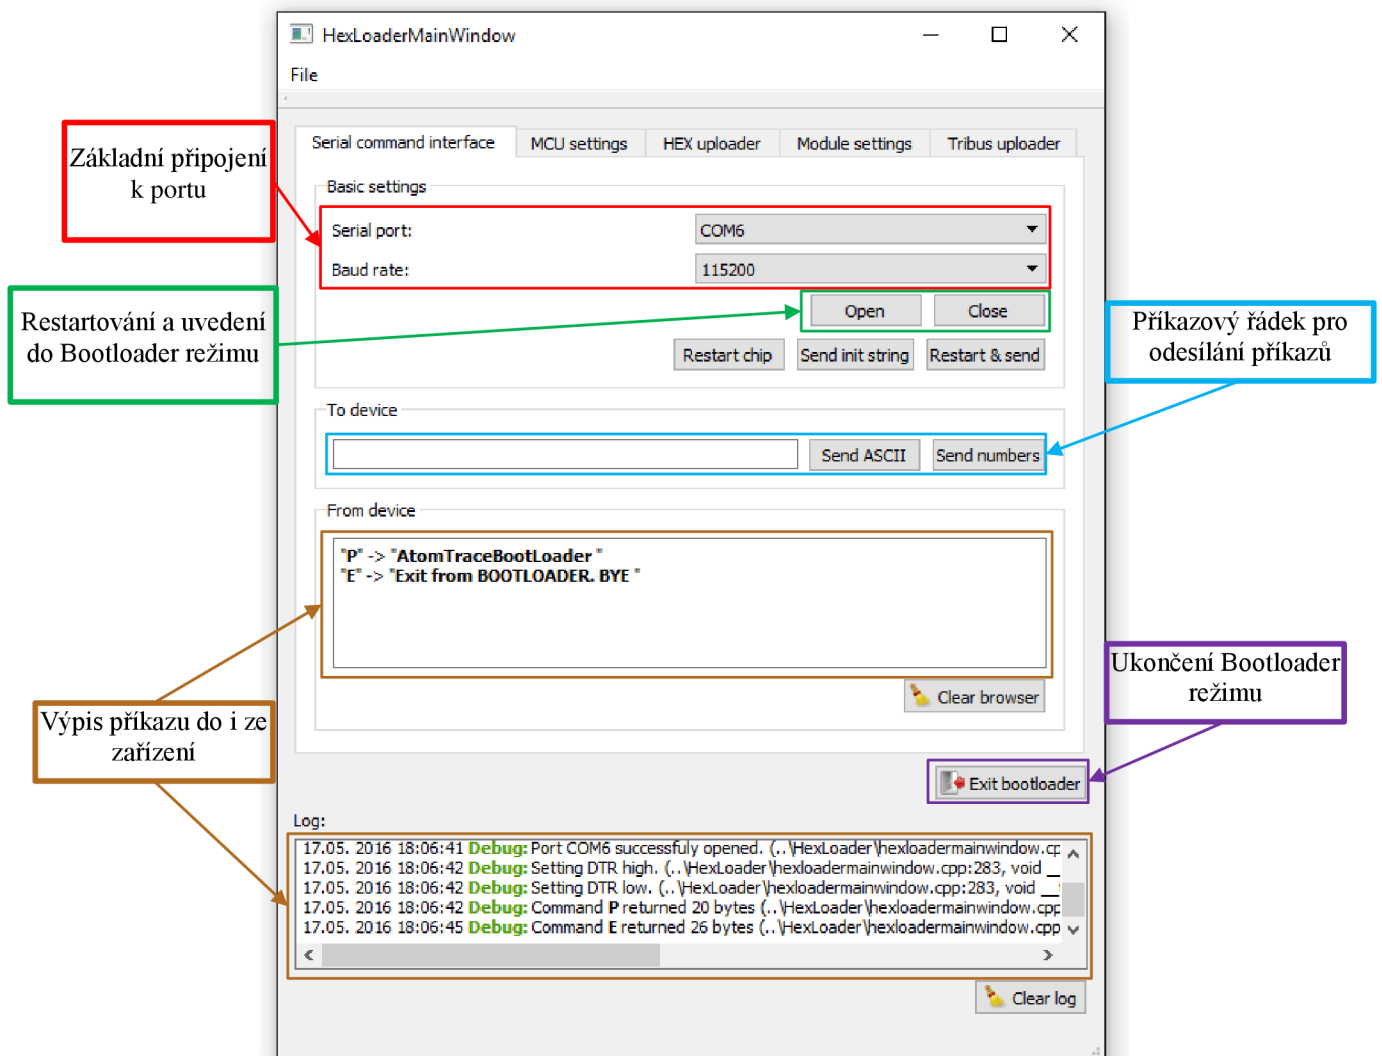 HexLoaderMainWindow
File
Serial command interface
MCU settings
HEX uploader
Module settings
Tribus uploader
Základní připojení
k portu
Basic settings
Serial port:
COM6
Baud rate:
115200
Open
Close
Restartování a uvedení
do Bootloader režimu
Příkazový řádek pro
odesílání příkazů
Restart chip
Send init string
Restart & send
To device
Send ASCII
Send numbers
From device
"P" -> "AtomTraceBootLoader "
"E" -> "Exit from BOOTLOADER. BYE "
Ukončení Bootloader
režimu
Clear browser
Výpis příkazu do i ze
zařízení
Exit bootloader
Log:
17.05. 2016 18:06:41 Debug: Port COM6 successfuly opened. (..\HexLoader\hexloadermainwindow.cp
17.05. 2016 18:06:42 Debug: Setting DTR high. (..\HexLoader\hexloadermainwindow.cpp:283, void __
17.05. 2016 18:06:42 Debug: Setting DTR low. (..\HexLoader\hexloadermainwindow.cpp:283, void __
17.05. 2016 18:06:42 Debug: Command P returned 20 bytes (..\HexLoader\hexloadermainwindow.cpp
17.05. 2016 18:06:45 Debug: Command E returned 26 bytes (..\HexLoader\hexloadermainwindow.cpp
Clear log